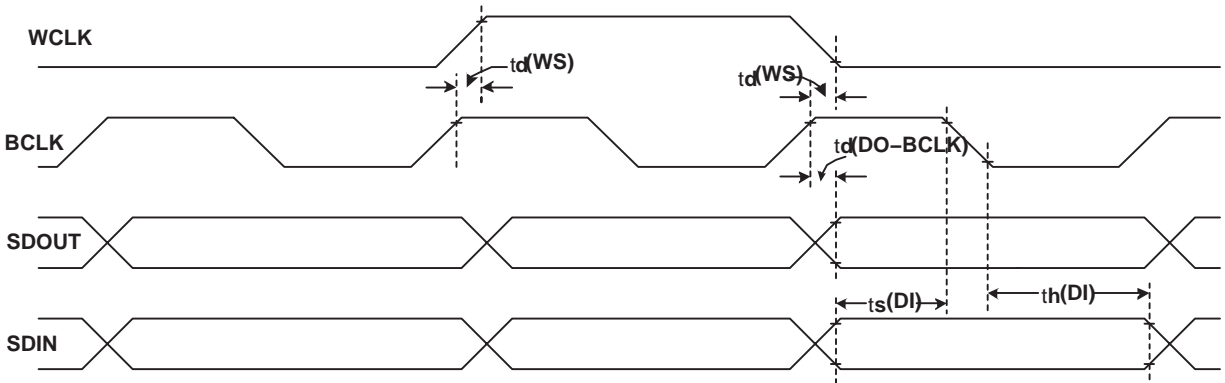 WCLK
td(WS)
td(WS)
BCLK
td(DO−BCLK)
SDOUT
ts(DI)
th(DI)
SDIN